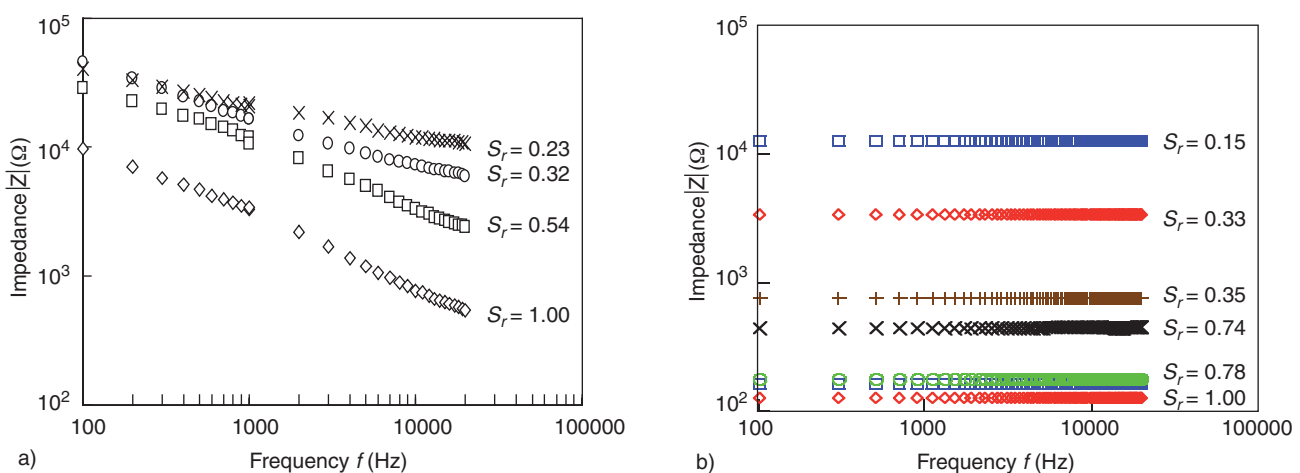 10^5
10^4
10^3
10^2
Impedance |Z| (Ω)
S_r = 0.23
S_r = 0.32
S_r = 0.54
S_r = 1.00
100 1000 10000 100000
Frequency f (Hz)
a)
10^5
10^4
10^3
10^2
Impedance |Z| (Ω)
S_r = 0.15
S_r = 0.33
S_r = 0.35
S_r = 0.74
S_r = 0.78
S_r = 1.00
100 1000 10000 100000
Frequency f (Hz)
b)